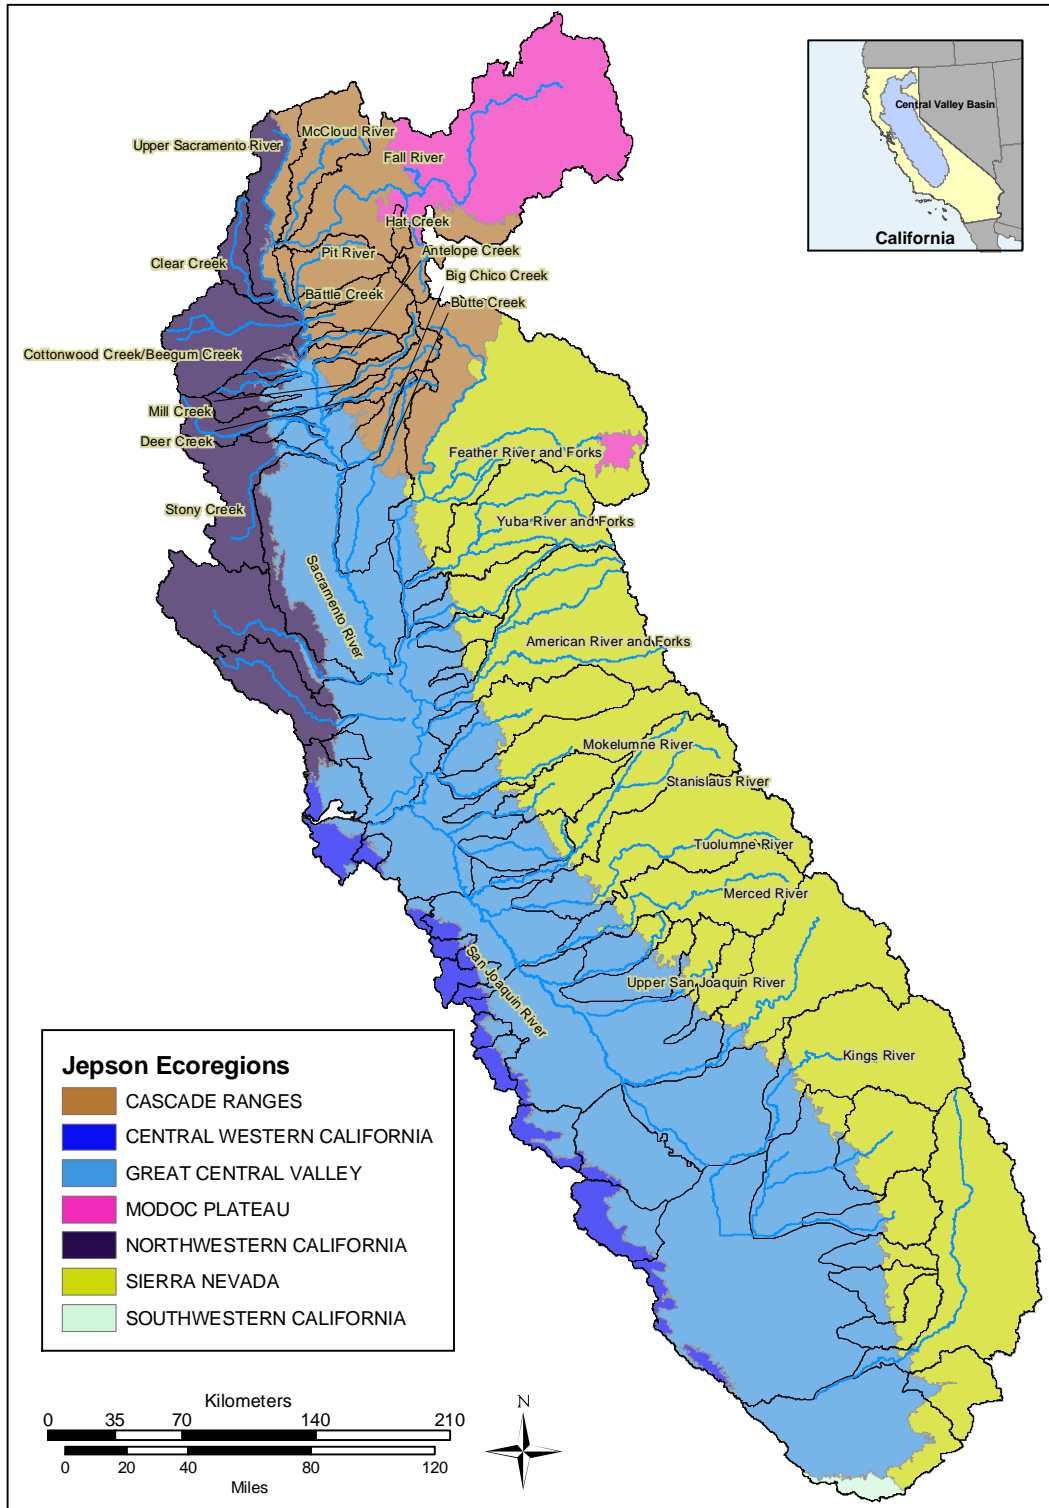 Central Valley Basin
California
McCloud River
Upper Sacramento River
Fall River
Hat Creek
Pit River
Antelope Creek
Clear Creek
Big Chico Creek
Battle Creek
Butte Creek
Cottonwood Creek/Beegum Creek
Mill Creek
Deer Creek
Feather River and Forks
Stony Creek
Yuba River and Forks
Sacramento River
American River and Forks
Mokelumne River
Stanislaus River
Tuolumne River
Merced River
San Joaquin River
Upper San Joaquin River
Kings River
Jepson Ecoregions
CASCADE RANGES
CENTRAL WESTERN CALIFORNIA
GREAT CENTRAL VALLEY
MODOC PLATEAU
NORTHWESTERN CALIFORNIA
SIERRA NEVADA
SOUTHWESTERN CALIFORNIA
Kilometers
0 35 70 140 210
0 20 40 80 120
Miles
N